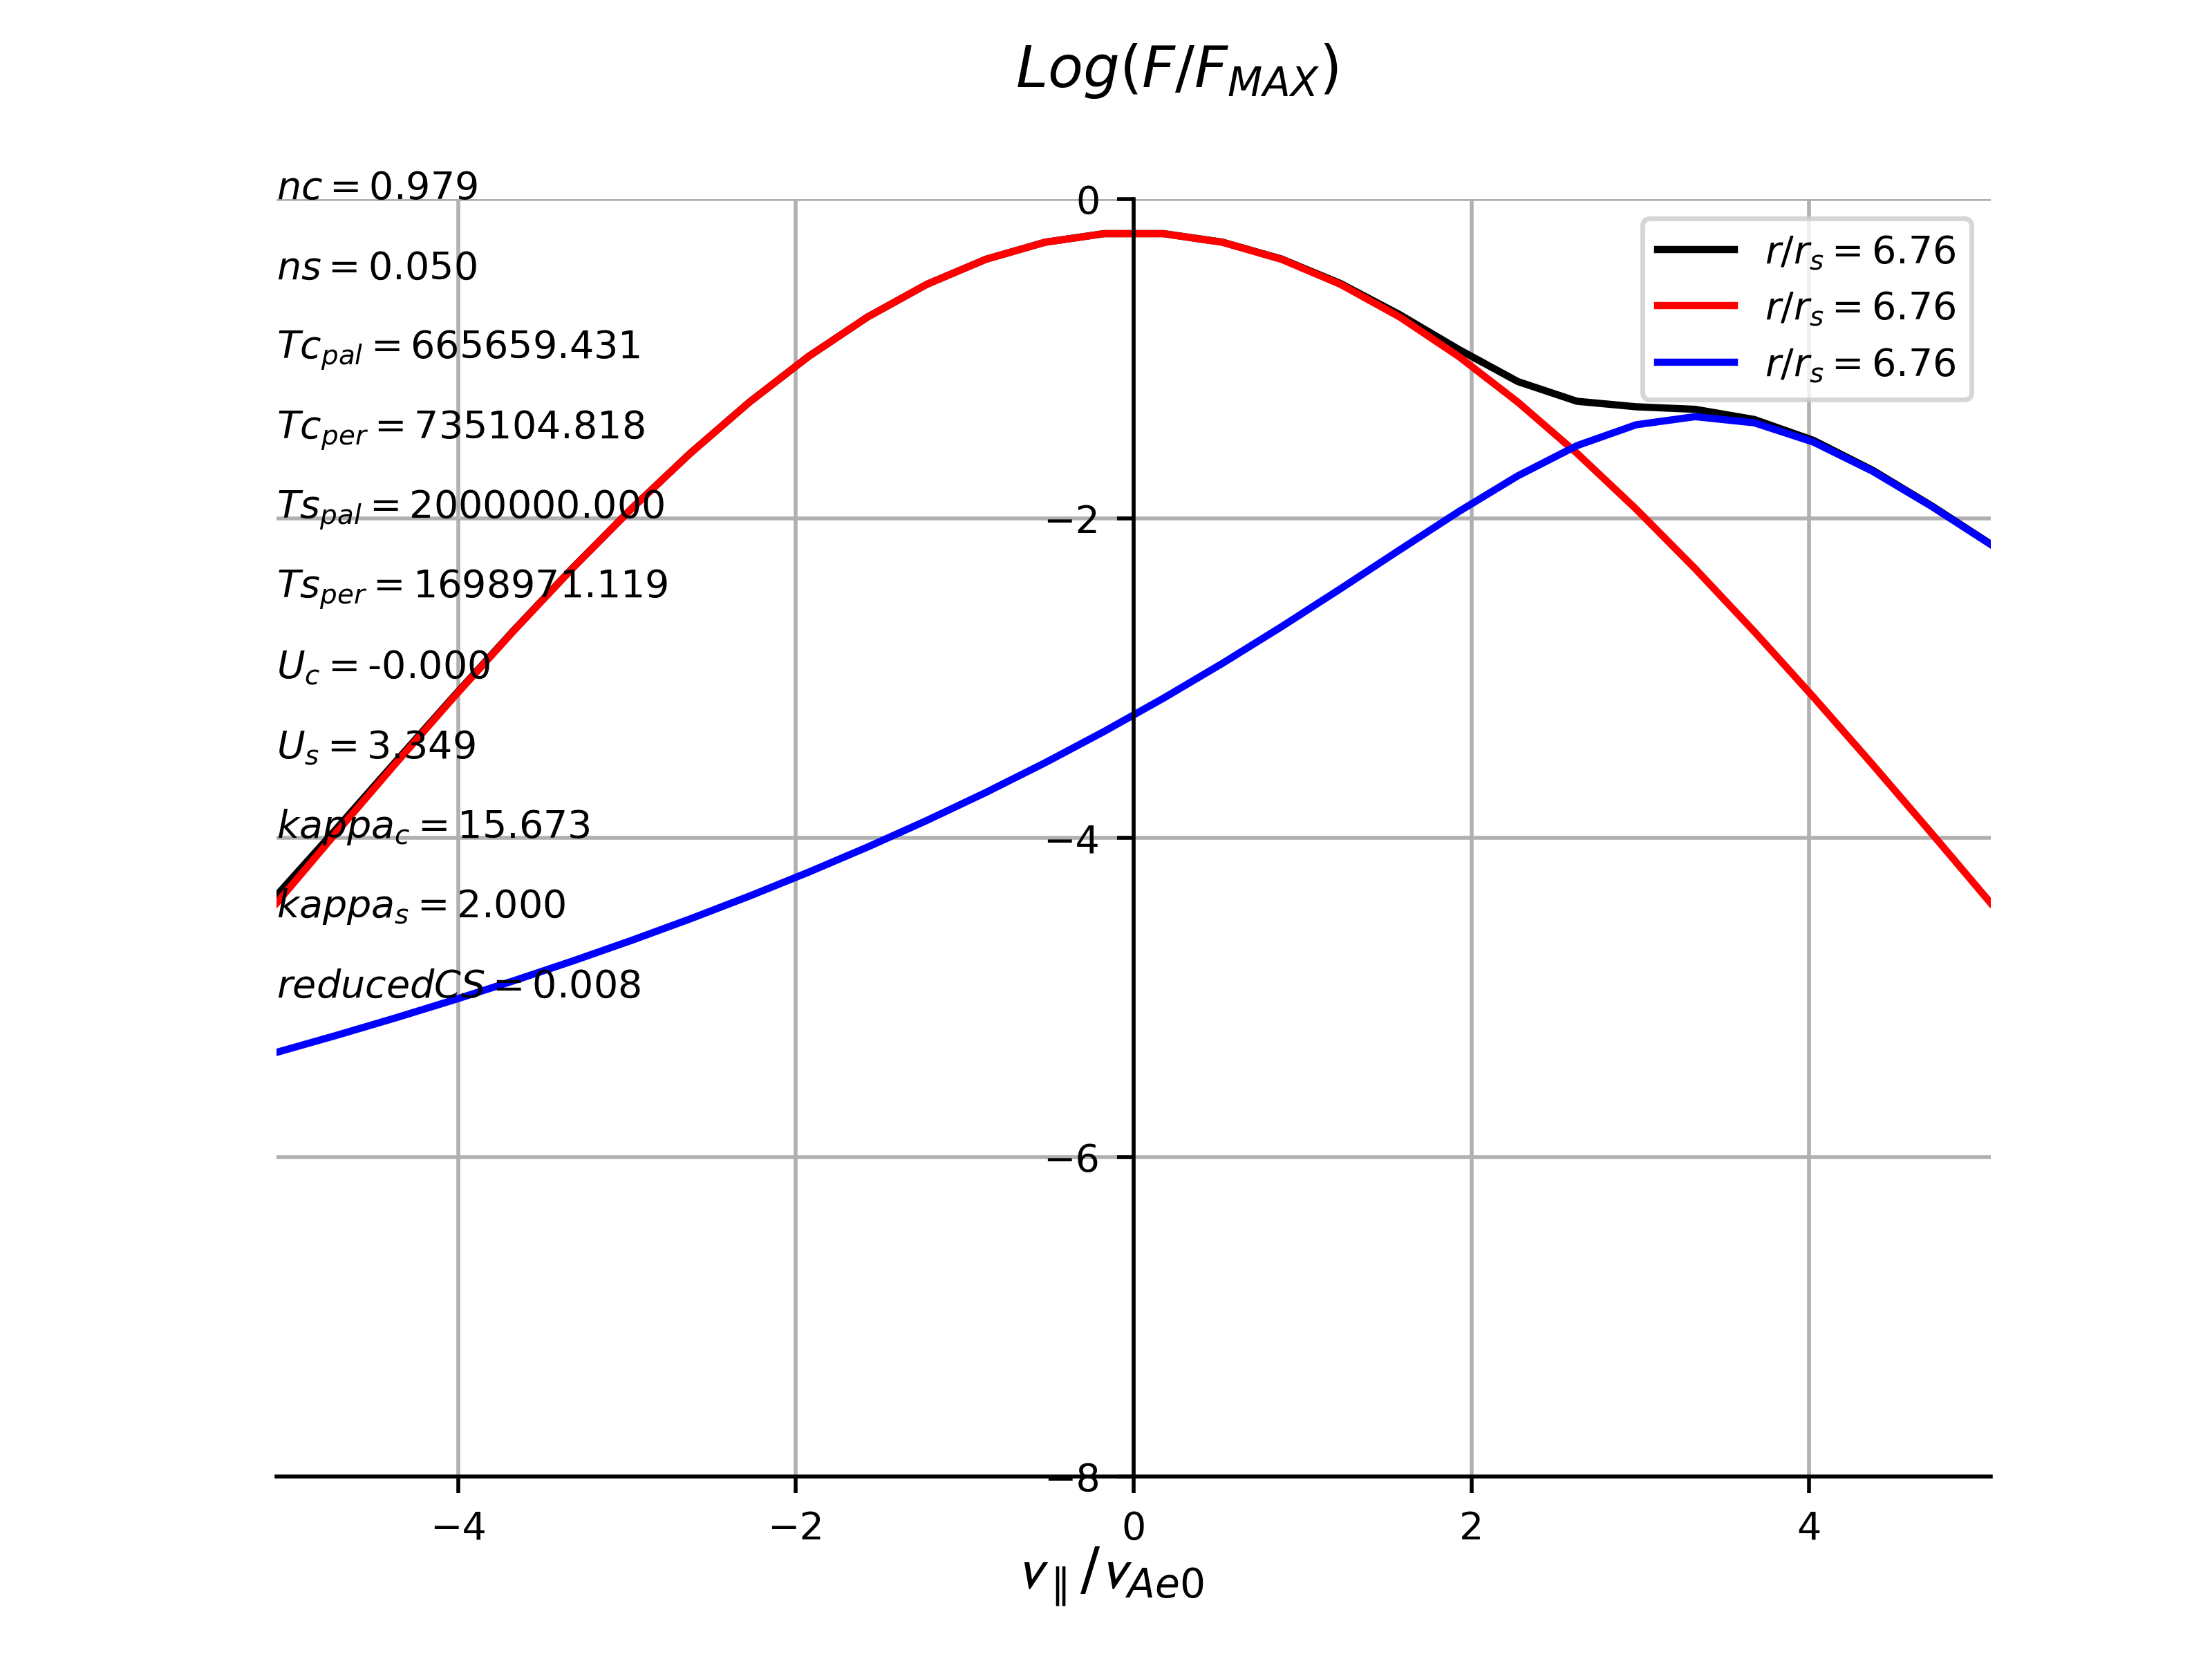 Log(F/F_MAX)
nc = 0.979
ns = 0.050
Tc_pal = 665659.431
Tc_per = 735104.818
Ts_pal = 2000000.000
Ts_per = 1698971.119
U_c = -0.000
U_s = 3.349
kappa_c = 15.673
kappa_s = 2.000
reducedCS = 0.008
r/r_s = 6.76
r/r_s = 6.76
r/r_s = 6.76
0
−2
−4
−6
−8
−4 −2 0 2 4
v_∥/v_Ae0